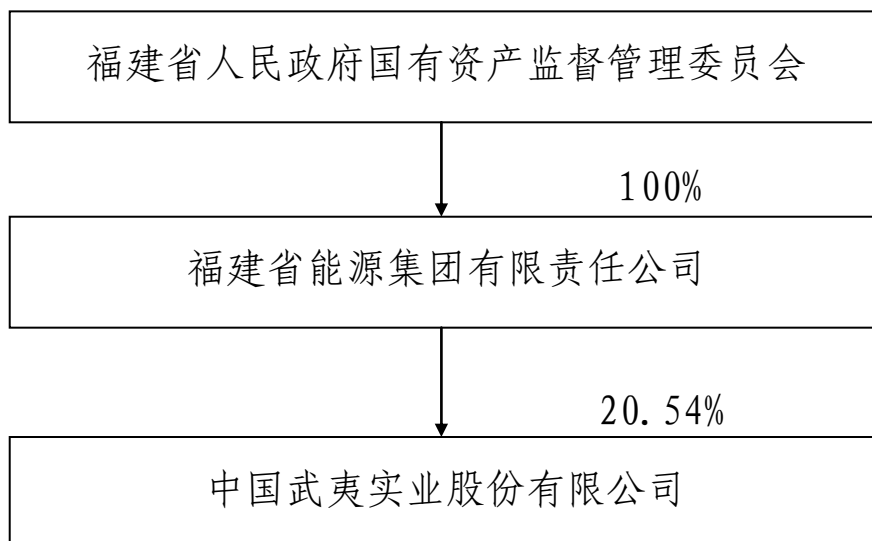 福建省人民政府国有资产监督管理委员会
100%
福建省能源集团有限责任公司
20.54%
中国武夷实业股份有限公司